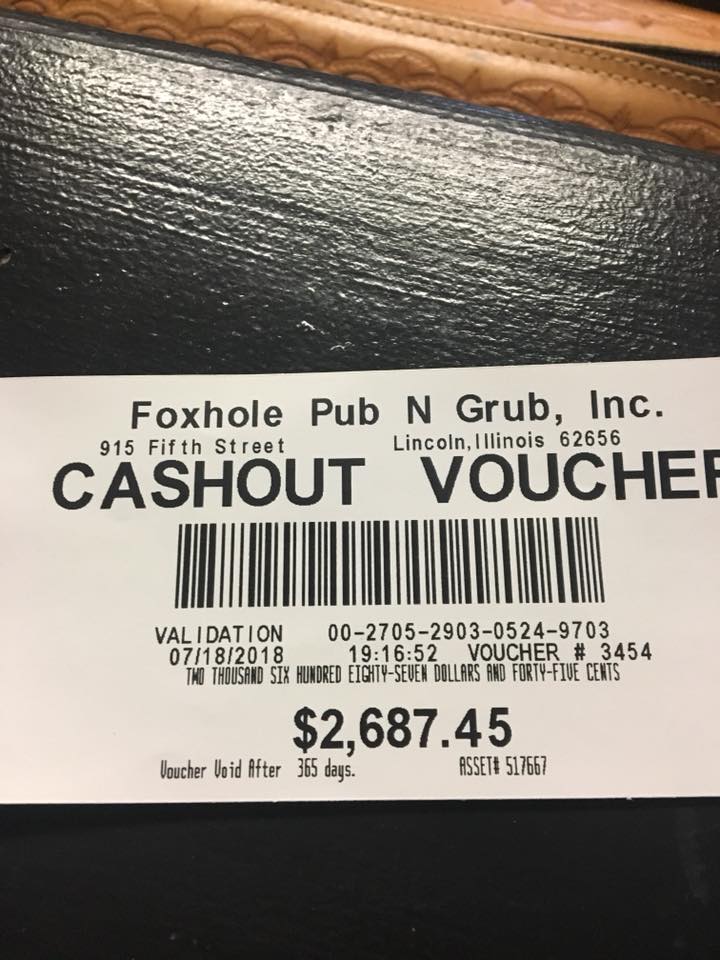 Foxhole Pub N Grub, Inc.
915 Fifth Street Lincoln, Illinois 62656
CASHOUT VOUCHER
VALIDATION 00-2705-2903-0524-9703
07/18/2018 19:16:52 VOUCHER # 3454
TWO THOUSAND SIX HUNDRED EIGHTY-SEVEN DOLLARS AND FORTY-FIVE CENTS
$2,687.45
Voucher Void After 365 days. ASSET# 517667